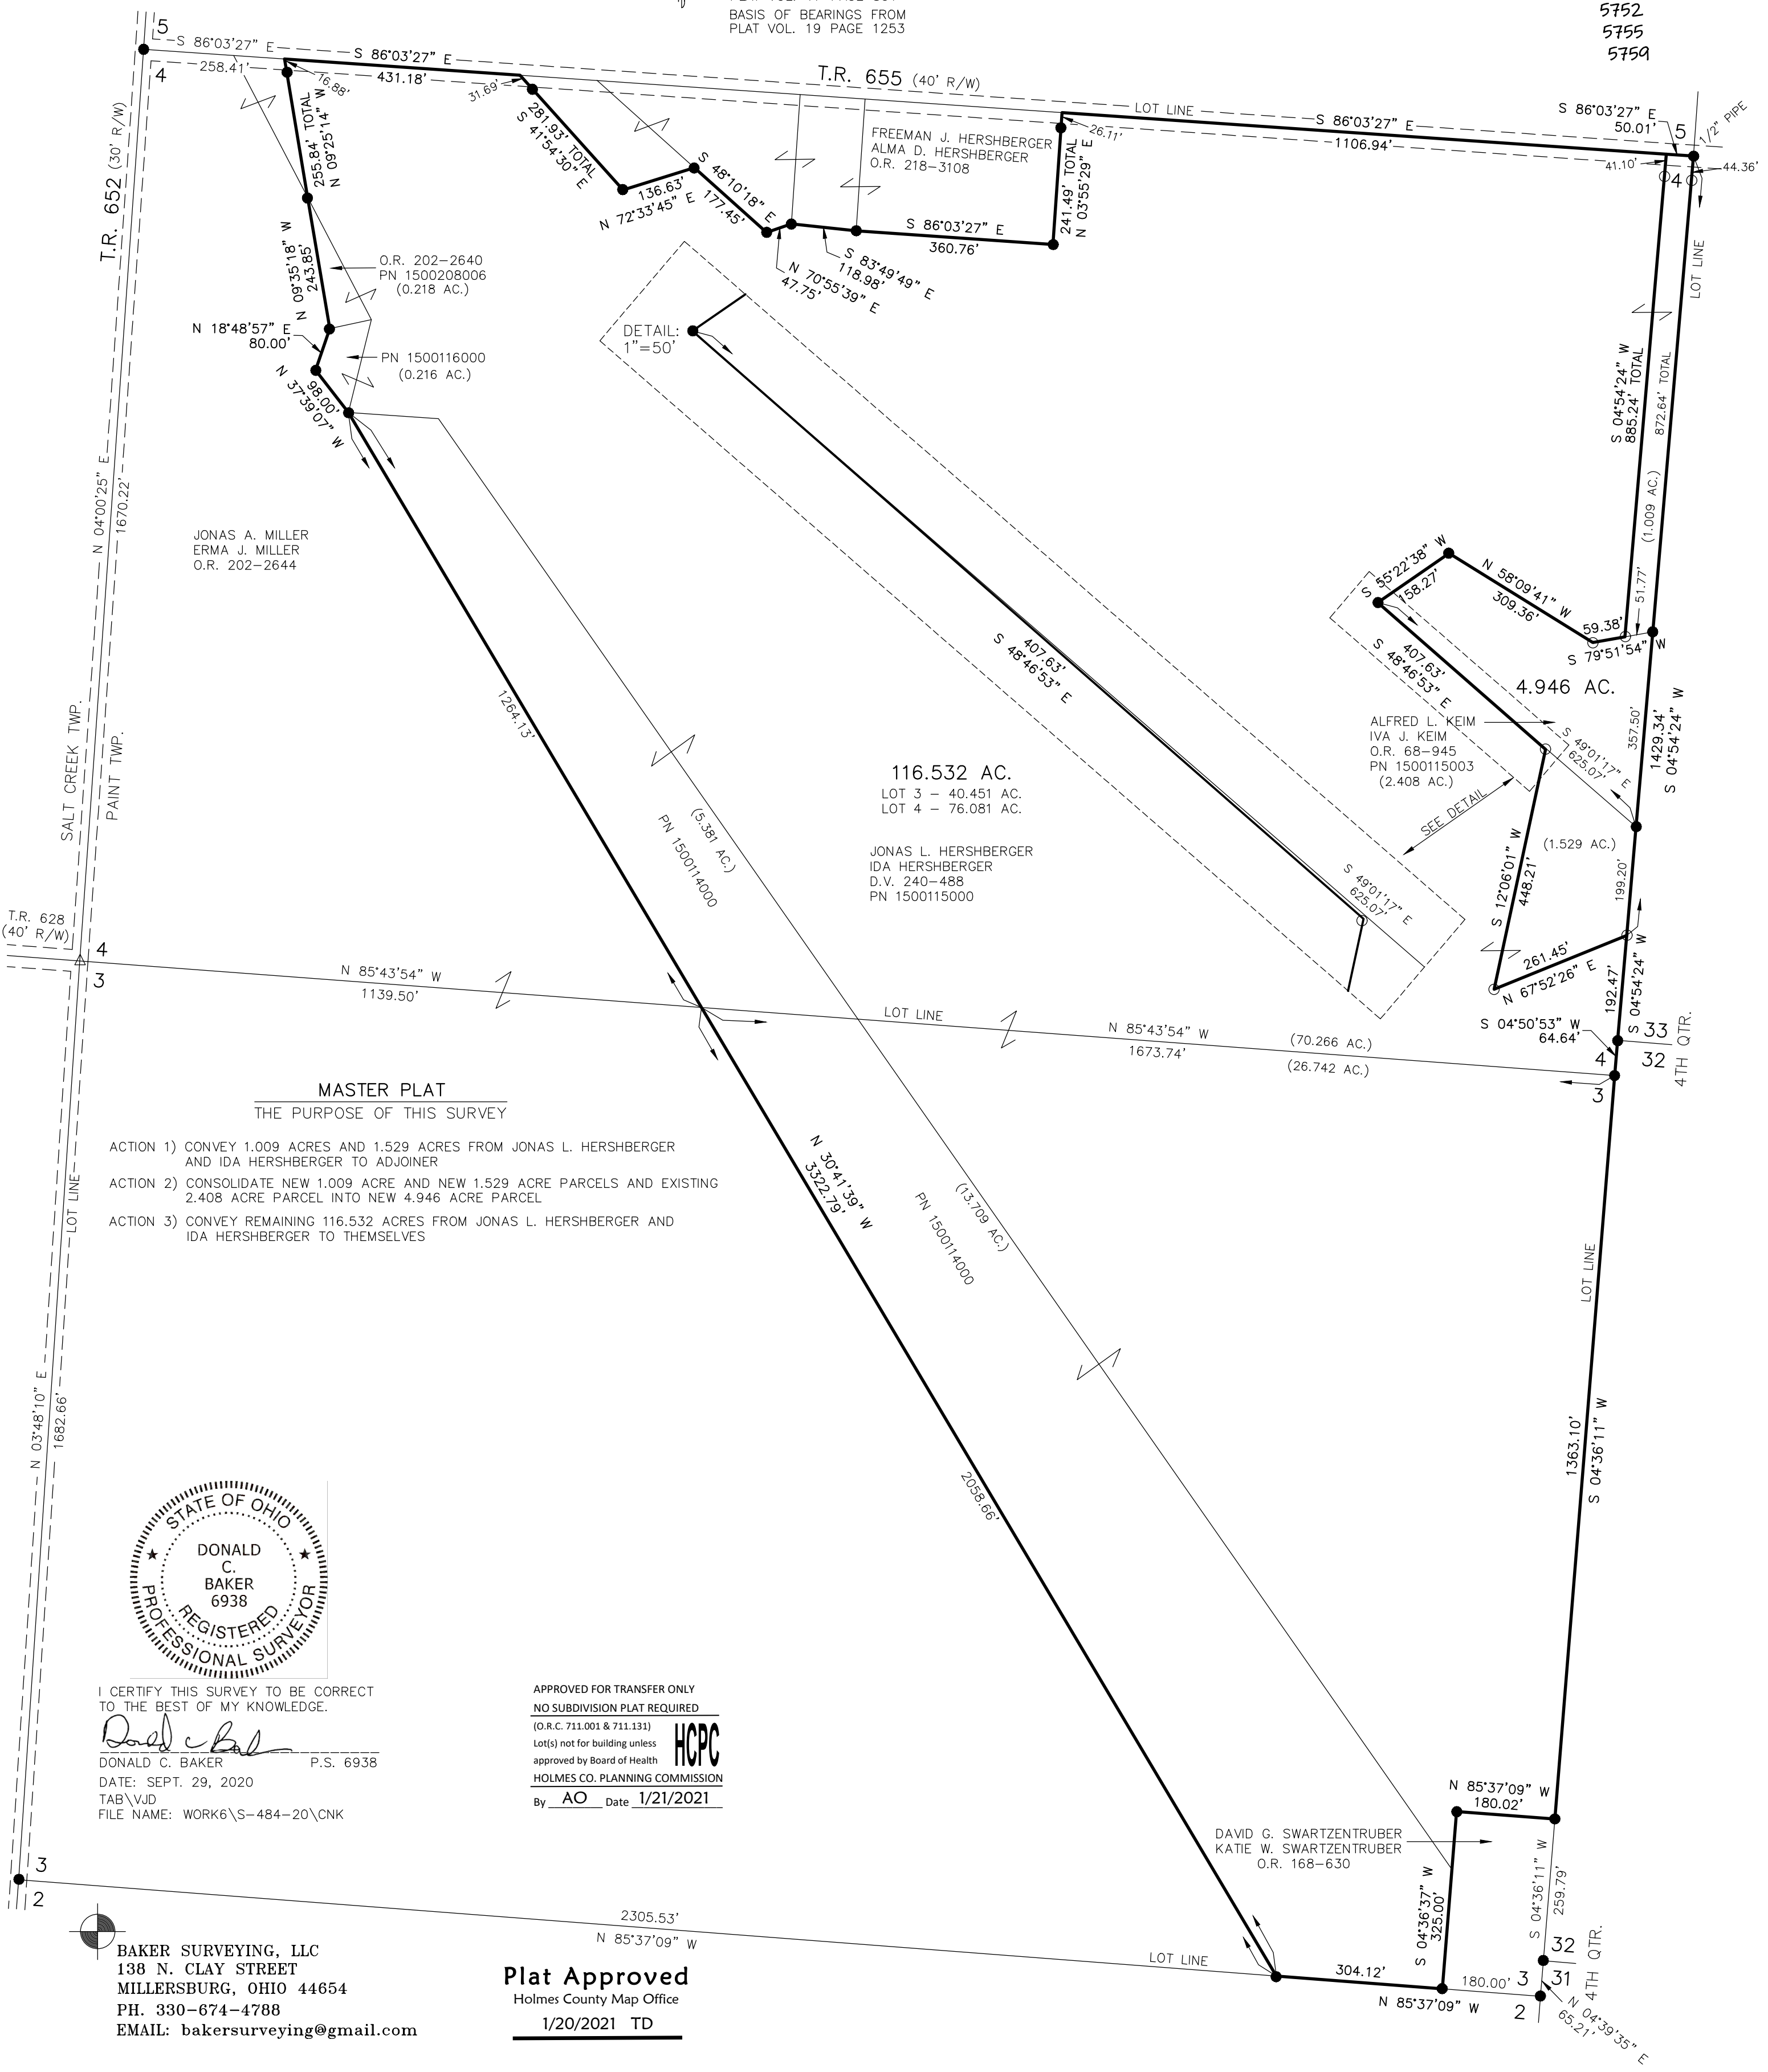 BASIS OF BEARINGS FROM
PLAT VOL. 19 PAGE 1253
5752
5755
5759
5
4
S 86°03'27" E
258.41'
16.88'
S 86°03'27" E
431.18'
31.69'
T.R. 655 (40' R/W)
LOT LINE
S 86°03'27" E
1106.94'
S 86°03'27" E
50.01'
5
4
1/2" PIPE
41.10'
44.36'
26.11'
FREEMAN J. HERSHBERGER
ALMA D. HERSHBERGER
O.R. 218-3108
T.R. 652 (30' R/W)
255.84' TOTAL
N 09°25'14" W
281.93' TOTAL
S 41°54'30" E
136.63'
N 72°33'45" E
S 48°10'18" E
177.45'
N 70°55'39" E
47.75'
S 83°49'49" E
118.98'
S 86°03'27" E
360.76'
241.49' TOTAL
N 03°55'29" E
N 09°35'18" W
243.85'
O.R. 202-2640
PN 1500208006
(0.218 AC.)
N 18°48'57" E
80.00'
PN 1500116000
(0.216 AC.)
98.00'
N 37°39'07" W
DETAIL:
1"=50'
407.63'
S 48°46'53" E
S 49°01'17" E
625.07'
LOT LINE
S 04°54'24" W
885.24' TOTAL
872.64' TOTAL
(1.009 AC.)
51.77'
S 55°22'38" W
158.27'
N 58°09'41" W
309.36'
59.38'
S 79°51'54" W
407.63'
S 48°46'53" E
4.946 AC.
ALFRED L. KEIM
IVA J. KEIM
O.R. 68-945
PN 1500115003
(2.408 AC.)
S 49°01'17" E
625.07'
357.50'
1429.34'
S 04°54'24" W
SEE DETAIL
(1.529 AC.)
S 12°06'01" W
448.21'
199.20'
261.45'
N 67°52'26" E
192.47'
S 04°54'24" W
S 04°50'53" W
64.64'
33
32
4TH QTR.
4
3
N 04°00'25" E
1670.22'
JONAS A. MILLER
ERMA J. MILLER
O.R. 202-2644
SALT CREEK TWP.
PAINT TWP.
1264.13'
(5.381 AC.)
PN 1500114000
116.532 AC.
LOT 3 - 40.451 AC.
LOT 4 - 76.081 AC.
JONAS L. HERSHBERGER
IDA HERSHBERGER
D.V. 240-488
PN 1500115000
T.R. 628
(40' R/W)
4
3
N 85°43'54" W
1139.50'
LOT LINE
N 85°43'54" W
1673.74'
(70.266 AC.)
(26.742 AC.)
MASTER PLAT
THE PURPOSE OF THIS SURVEY
ACTION 1) CONVEY 1.009 ACRES AND 1.529 ACRES FROM JONAS L. HERSHBERGER
AND IDA HERSHBERGER TO ADJOINER
ACTION 2) CONSOLIDATE NEW 1.009 ACRE AND NEW 1.529 ACRE PARCELS AND EXISTING
2.408 ACRE PARCEL INTO NEW 4.946 ACRE PARCEL
ACTION 3) CONVEY REMAINING 116.532 ACRES FROM JONAS L. HERSHBERGER AND
IDA HERSHBERGER TO THEMSELVES
LOT LINE
N 03°48'10" E
1682.66'
N 30°41'39" W
3322.79'
PN 1500114000
(13.709 AC.)
2058.66'
LOT LINE
1363.10'
S 04°36'11" W
STATE OF OHIO
DONALD
C.
BAKER
6938
REGISTERED
PROFESSIONAL SURVEYOR
I CERTIFY THIS SURVEY TO BE CORRECT
TO THE BEST OF MY KNOWLEDGE.
Donald C Baker
DONALD C. BAKER P.S. 6938
DATE: SEPT. 29, 2020
TAB\VJD
FILE NAME: WORK6\S-484-20\CNK
APPROVED FOR TRANSFER ONLY
NO SUBDIVISION PLAT REQUIRED
(O.R.C. 711.001 & 711.131)
Lot(s) not for building unless
approved by Board of Health
HCPC
HOLMES CO. PLANNING COMMISSION
By AO Date 1/21/2021
N 85°37'09" W
180.02'
DAVID G. SWARTZENTRUBER
KATIE W. SWARTZENTRUBER
O.R. 168-630
S 04°36'37" W
325.00'
S 04°36'11" W
259.79'
3
2
2305.53'
N 85°37'09" W
LOT LINE
304.12'
N 85°37'09" W
180.00'
3
2
32
31
4TH QTR.
N 04°39'35" E
65.21'
BAKER SURVEYING, LLC
138 N. CLAY STREET
MILLERSBURG, OHIO 44654
PH. 330-674-4788
EMAIL: bakersurveying@gmail.com
Plat Approved
Holmes County Map Office
1/20/2021 TD